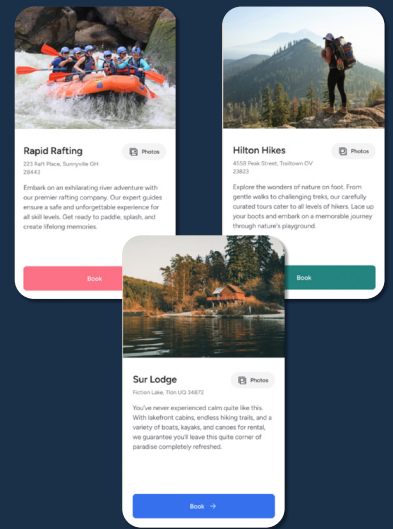 Rapid Rafting
Photos
223 Raft Place, Sunnyville GH
28443
Embark on an exhilarating river adventure with
our premier rafting company. Our expert guides
ensure a safe and unforgettable experience for
all skill levels. Get ready to paddle, splash, and
create lifelong memories.
Book
Hilton Hikes
Photos
4558 Peak Street, Trailtown OV
23823
Explore the wonders of nature on foot. From
gentle walks to challenging treks, our carefully
curated tours cater to all levels of hikers. Lace up
your boots and embark on a memorable journey
through nature's playground.
Book
Sur Lodge
Photos
Fiction Lake, Tldn UQ 34872
You've never experienced calm quite like this.
With lakefront cabins, endless hiking trails, and a
variety of boats, kayaks, and canoes for rental,
we guarantee you'll leave this quite corner of
paradise completely refreshed.
Book →